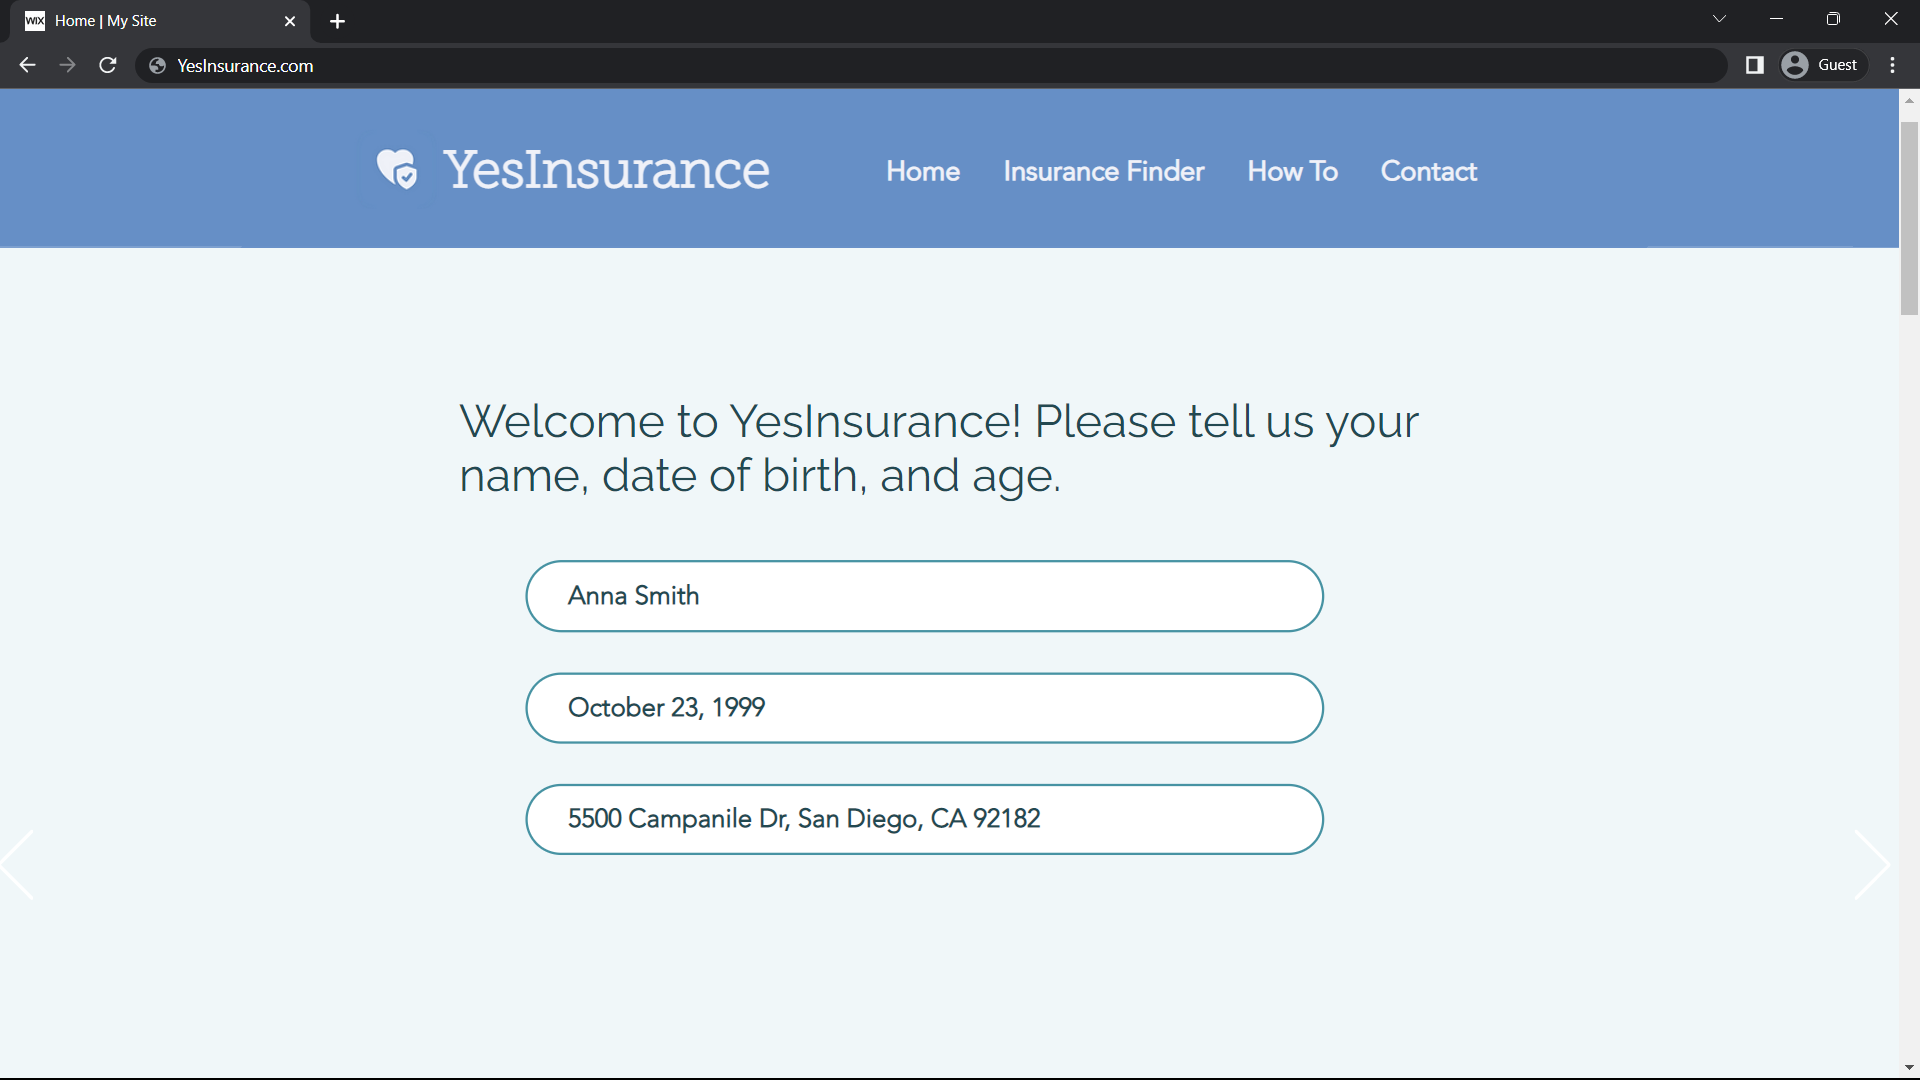 WIX Home | My Site
YesInsurance.com
Guest
YesInsurance
Home Insurance Finder How To Contact
Welcome to YesInsurance! Please tell us your
name, date of birth, and age.
Anna Smith
October 23, 1999
5500 Campanile Dr, San Diego, CA 92182